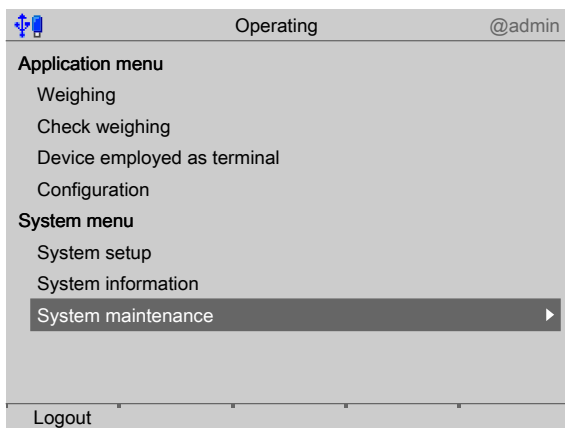 Operating @admin
Application menu
Weighing
Check weighing
Device employed as terminal
Configuration
System menu
System setup
System information
System maintenance
Logout